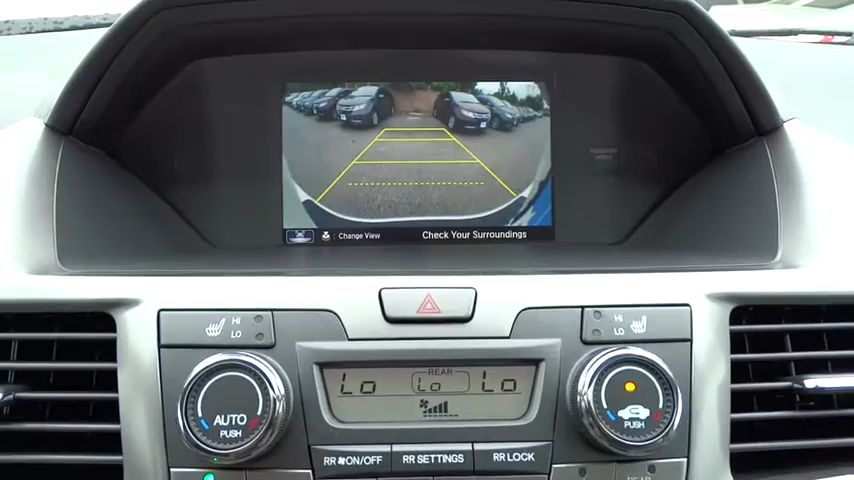 : Change View
Check Your Surroundings
HI
LO
HI
LO
REAR
Lo
Lo
Lo
AUTO
PUSH
PUSH
RR ON/OFF
RR SETTINGS
RR LOCK